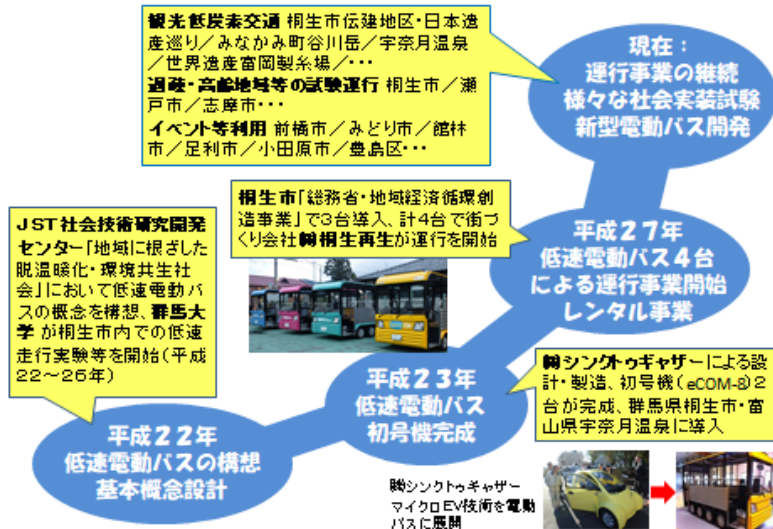 観光低炭素交通 桐生市伝建地区・日本遺
産巡り／みなかみ町谷川岳／宇奈月温泉
／世界遺産富岡製糸場／・・・
過疎・高齢地域等の試験運行 桐生市／瀬
戸市／志摩市・・・
イベント等利用 前橋市／みどり市／館林
市／足利市／小田原市／豊島区・・・
現在：
運行事業の継続
様々な社会実装試験
新型電動バス開発
桐生市「総務省・地域経済循環創
造事業」で3台導入、計4台で街づ
くり会社㈱桐生再生が運行を開始
平成２７年
低速電動バス４台
による運行事業開始
レンタル事業
JST社会技術研究開発
センター「地域に根ざした
脱温暖化・環境共生社
会」において低速電動バ
スの概念を構想、群馬大
学 が桐生市内での低速
走行実験等を開始（平成
22～26年）
平成２３年
低速電動バス
初号機完成
㈱シンクトゥギャザーによる設
計・製造、初号機（eCOM-8）2
台が完成、群馬県桐生市・富
山県宇奈月温泉に導入
平成２２年
低速電動バスの構想
基本概念設計
㈱シンクトゥギャザー
マイクロEV技術を電動
バスに展開